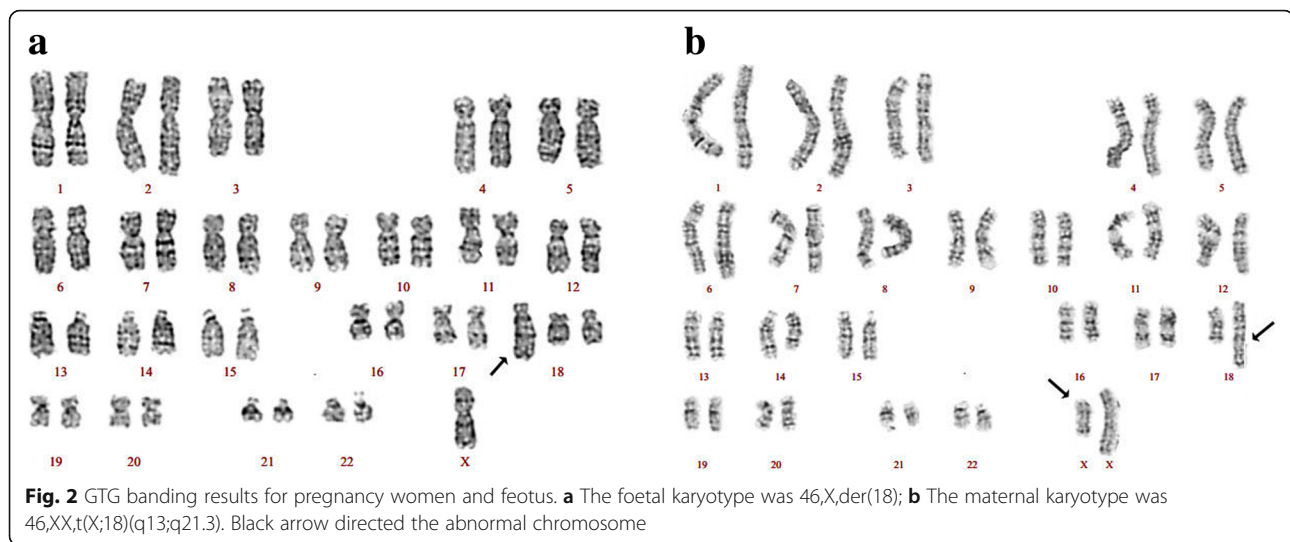 a b
1 2 3 4 5 1 2 3 4 5
6 7 8 9 10 11 12 6 7 8 9 10 11 12
13 14 15 16 17 18 13 14 15 16 17 18
19 20 21 22 X 19 20 21 22 X X
Fig. 2 GTG banding results for pregnancy women and feotus. a The foetal karyotype was 46,X,der(18); b The maternal karyotype was
46,XX,t(X;18)(q13;q21.3). Black arrow directed the abnormal chromosome